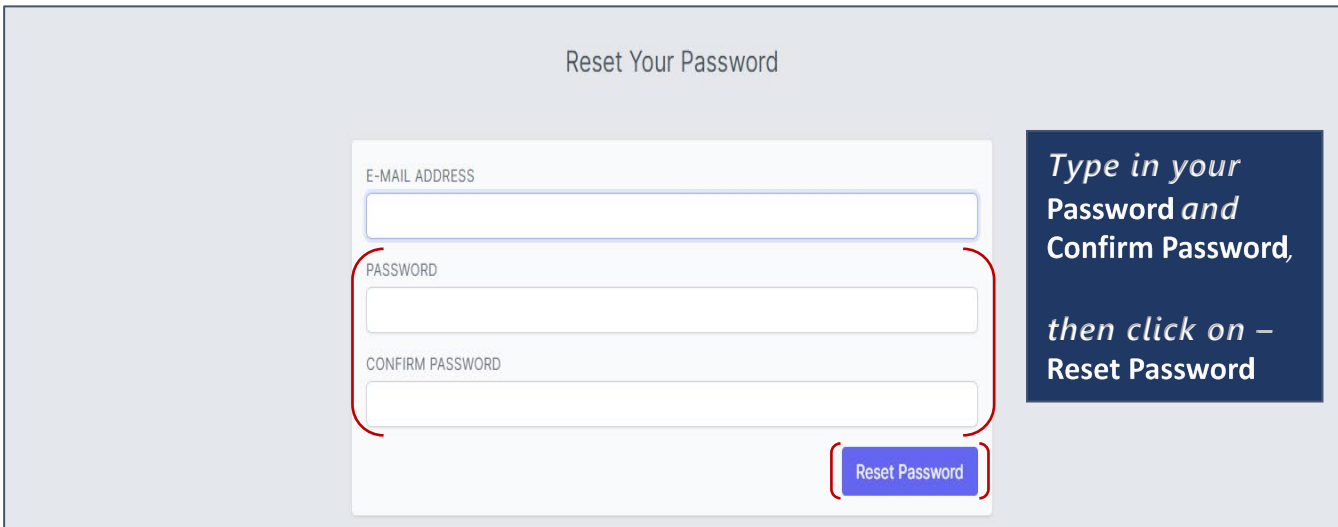 Reset Your Password
E-MAIL ADDRESS
PASSWORD
CONFIRM PASSWORD
Reset Password
Type in your
Password and
Confirm Password,
then click on –
Reset Password